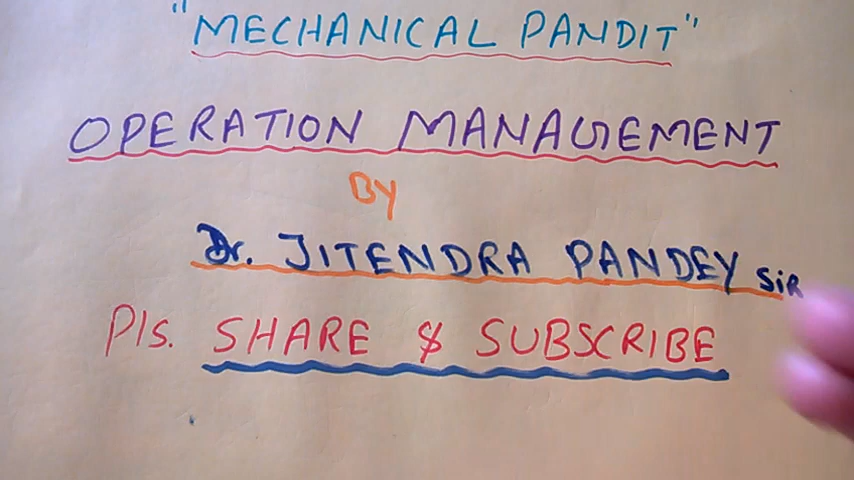 "MECHANICAL PANDIT"
OPERATION MANAGEMENT
BY
Dr. JITENDRA PANDEY SiR
Pls. SHARE & SUBSCRIBE